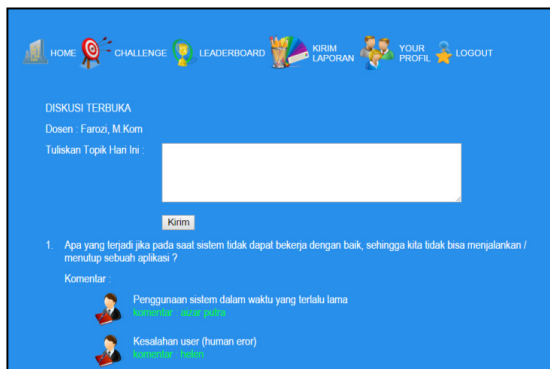 HOME
CHALLENGE
LEADERBOARD
KIRIM
LAPORAN
YOUR
PROFIL
LOGOUT
DISKUSI TERBUKA
Dosen : Farozi, M.Kom
Tuliskan Topik Hari Ini :
Kirim
1. Apa yang terjadi jika pada saat sistem tidak dapat bekerja dengan baik, sehingga kita tidak bisa menjalankan /
menutup sebuah aplikasi ?
Komentar :
Penggunaan sistem dalam waktu yang terlalu lama
komentar : aizar putra
Kesalahan user (human eror)
komentar : helen